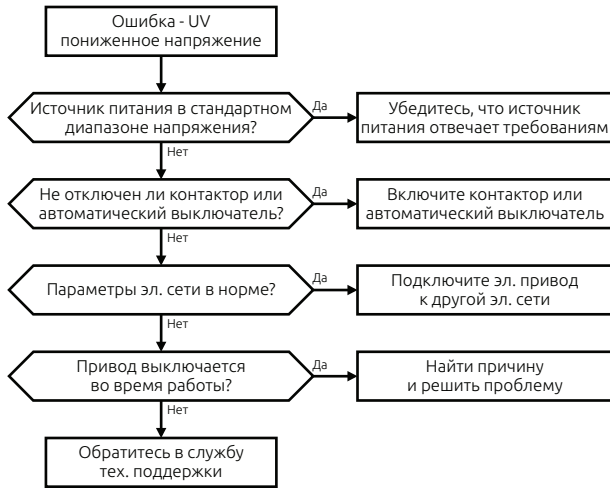 Ошибка - UV
пониженное напряжение
Источник питания в стандартном
диапазоне напряжения?
Да
Убедитесь, что источник
питания отвечает требованиям
Нет
Не отключен ли контактор или
автоматический выключатель?
Да
Включите контактор или
автоматический выключатель
Нет
Параметры эл. сети в норме?
Да
Подключите эл. привод
к другой эл. сети
Нет
Привод выключается
во время работы?
Да
Найти причину
и решить проблему
Нет
Обратитесь в службу
тех. поддержки